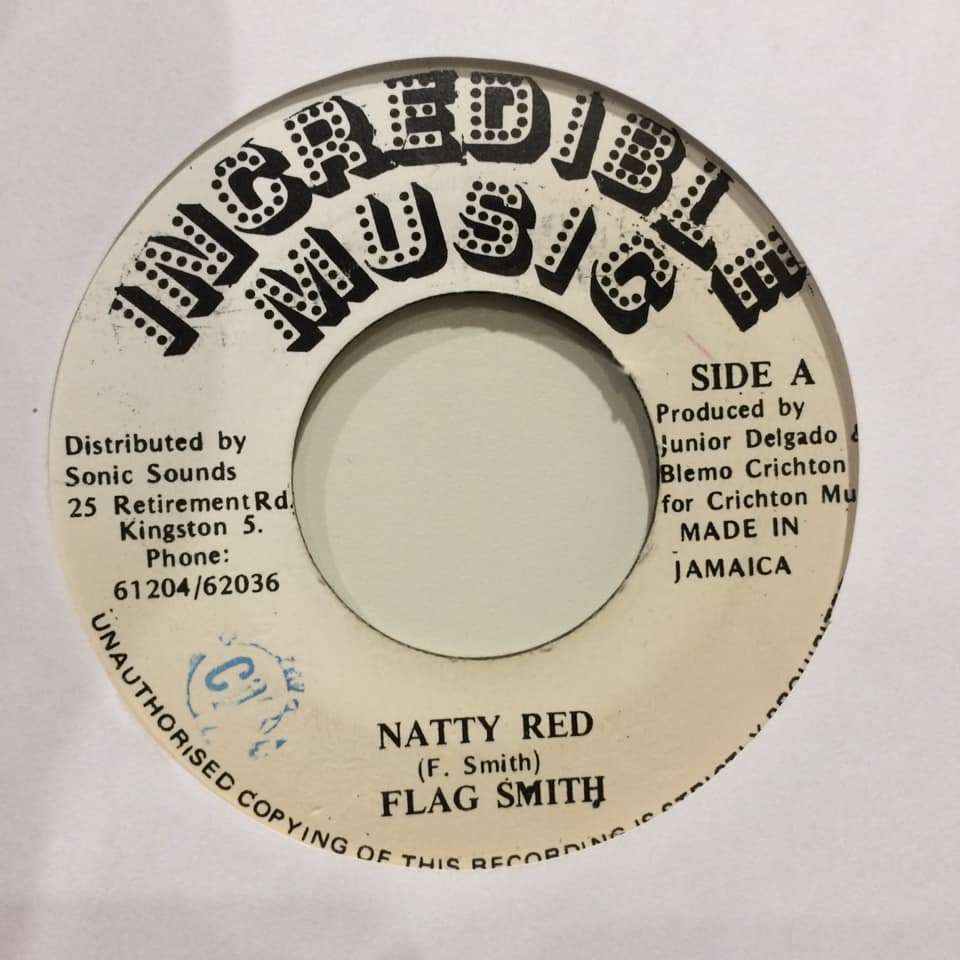 INCREDIBLE
MUSIC
SIDE A
Produced by
Junior Delgado &
Blemo Crichton
for Crichton Mu
MADE IN
JAMAICA
Distributed by
Sonic Sounds
25 Retirement Rd.
Kingston 5.
Phone:
61204/62036
NATTY RED
(F. Smith)
FLAG SMITH
UNAUTHORISED COPYING OF THIS RECORDING IS STRICTLY PROHIBITED